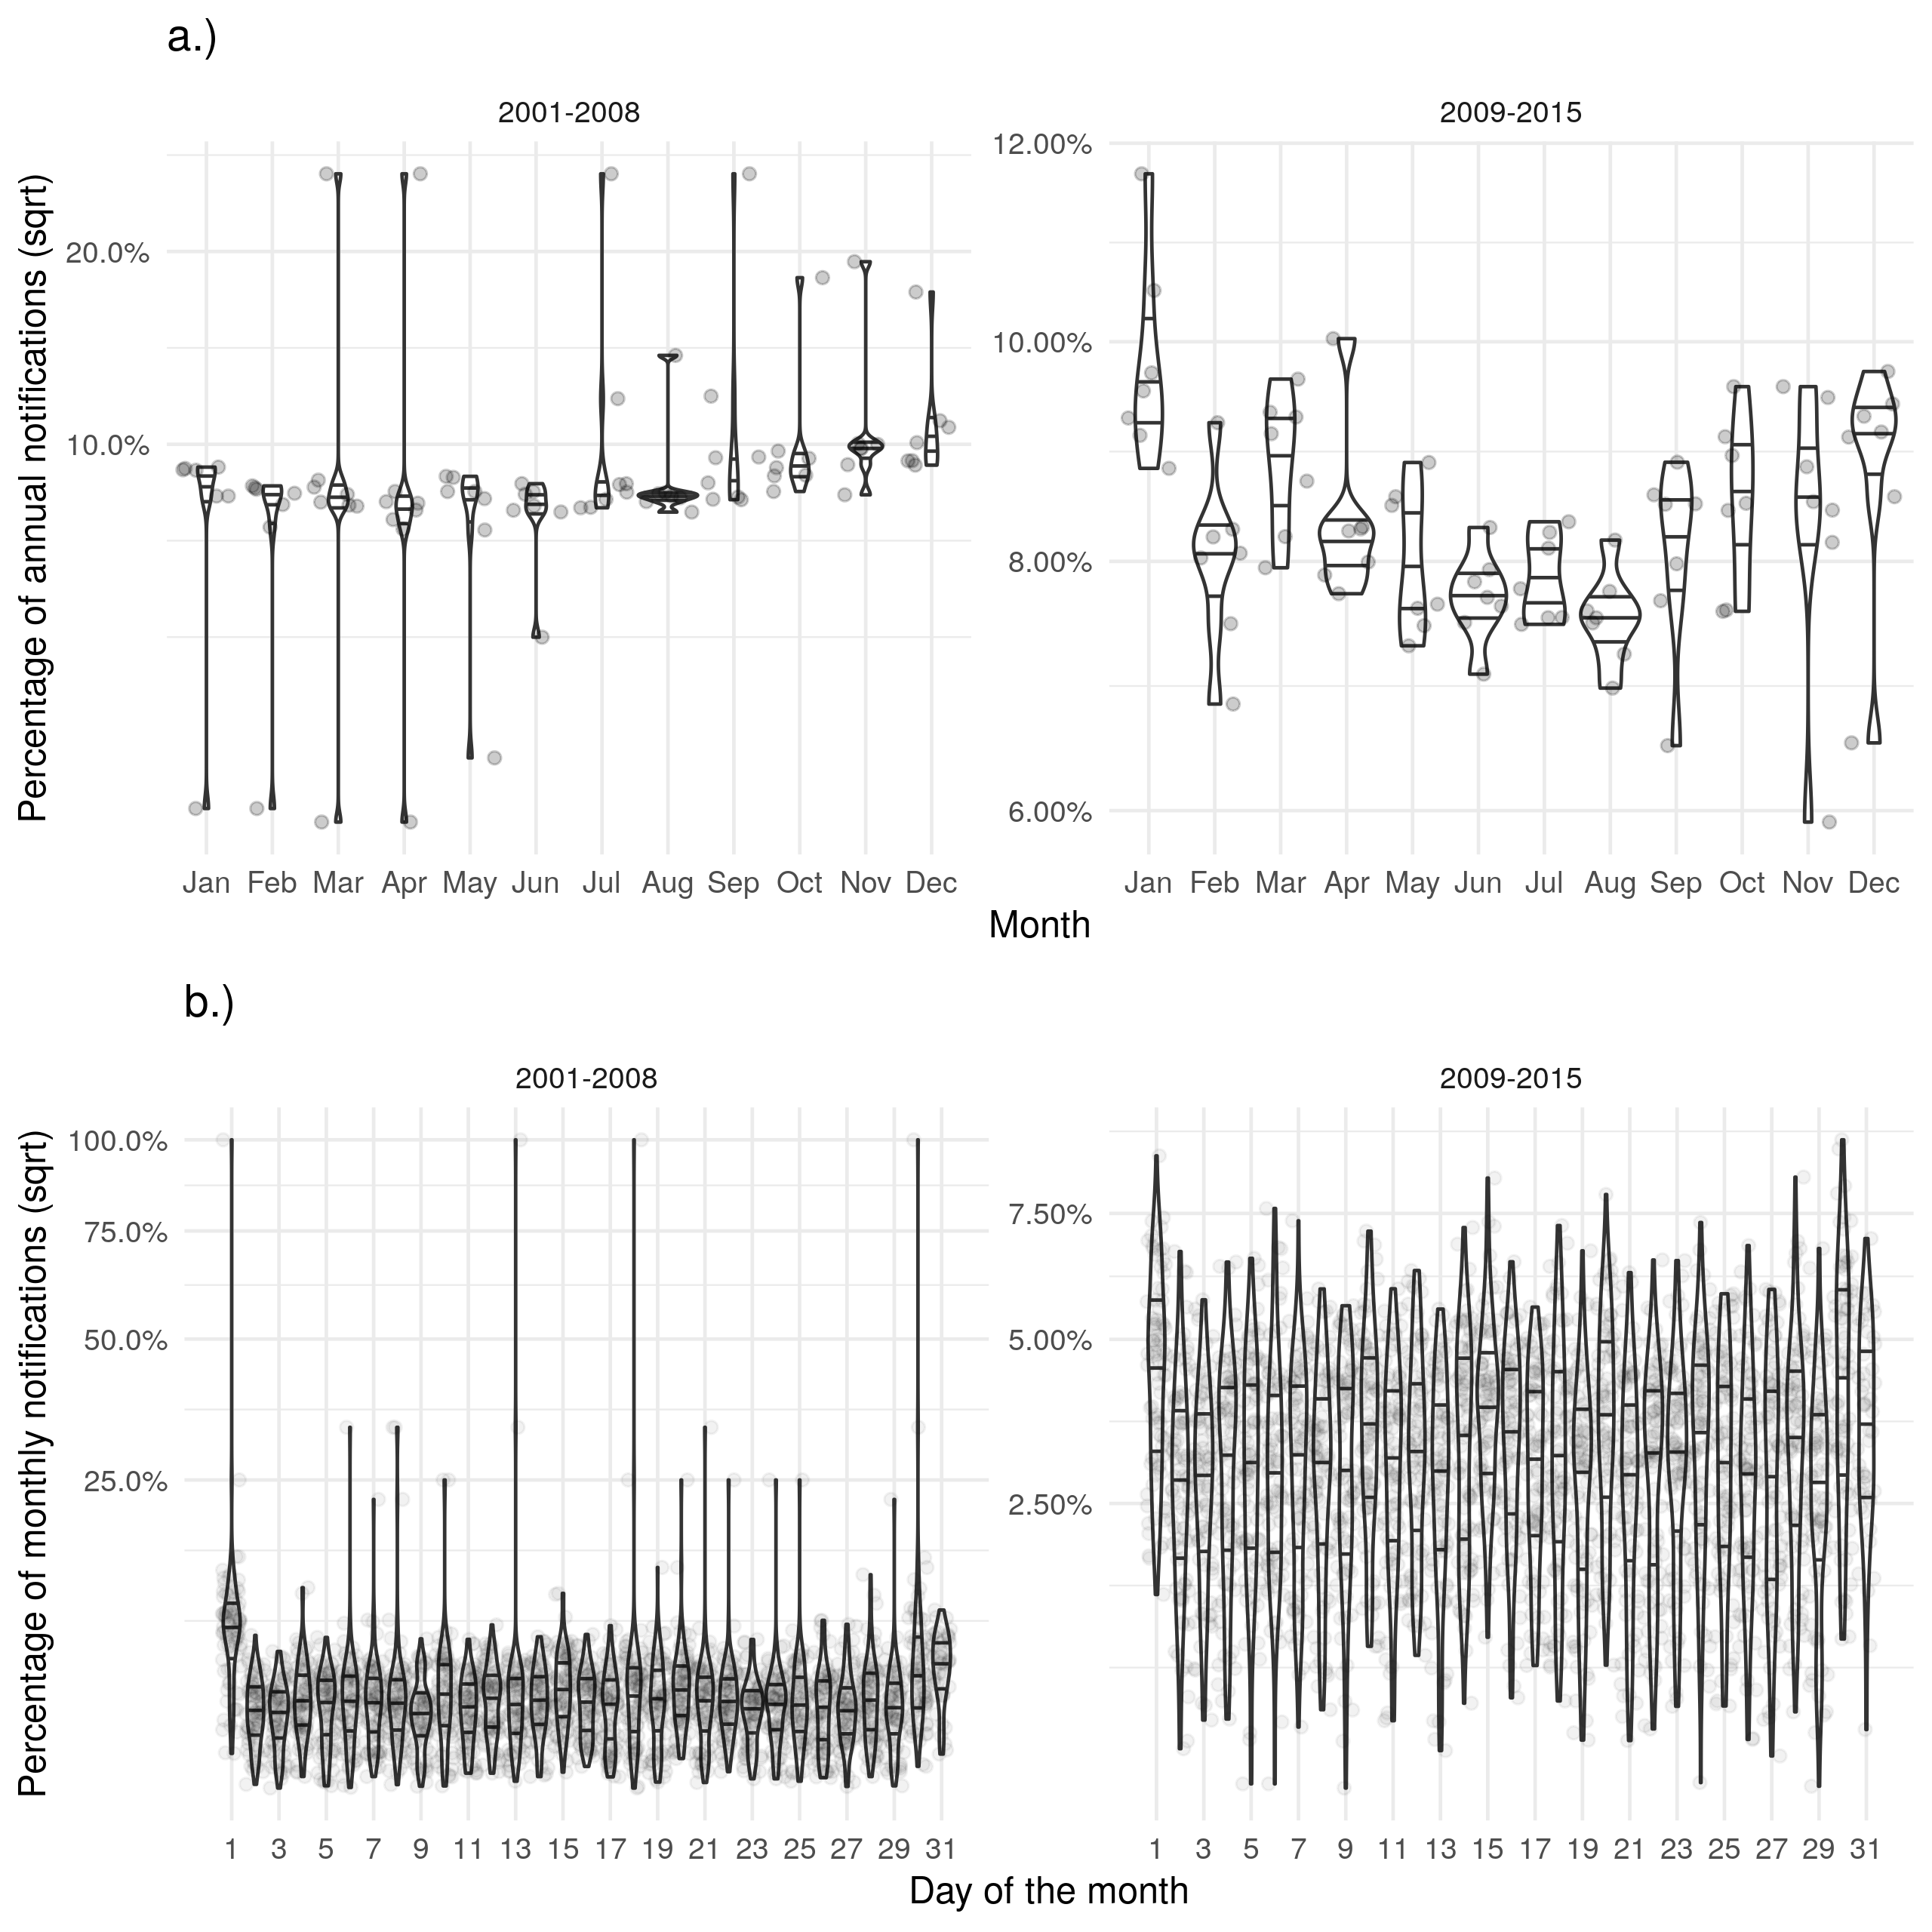 a.)
2001-2008
2009-2015
Percentage of annual notifications (sqrt)
20.0%
10.0%
12.00%
10.00%
8.00%
6.00%
Jan Feb Mar Apr May Jun Jul Aug Sep Oct Nov Dec
Jan Feb Mar Apr May Jun Jul Aug Sep Oct Nov Dec
Month
b.)
2001-2008
2009-2015
Percentage of monthly notifications (sqrt)
100.0%
75.0%
50.0%
25.0%
7.50%
5.00%
2.50%
1 3 5 7 9 11 13 15 17 19 21 23 25 27 29 31
1 3 5 7 9 11 13 15 17 19 21 23 25 27 29 31
Day of the month